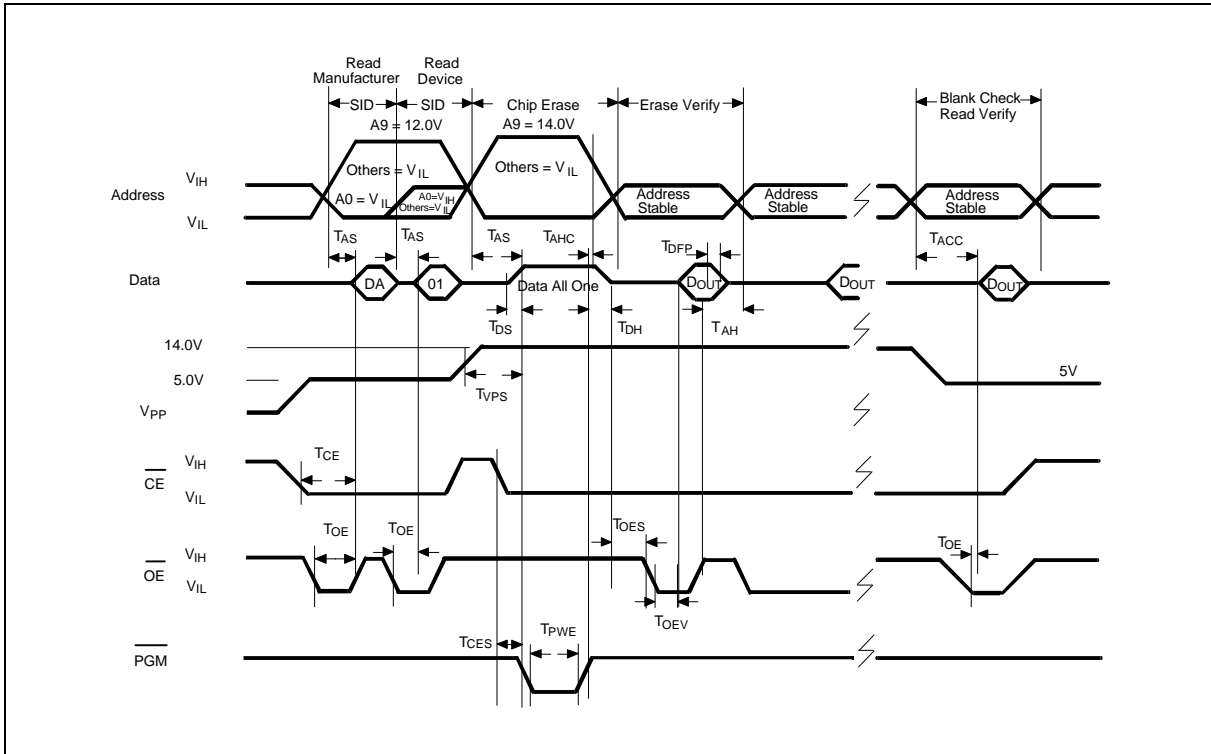 Read Manufacturer
SID
Read Device
SID
Chip Erase
Erase Verify
Blank Check
Read Verify
A9 = 12.0V
A9 = 14.0V
Others = VIL
Others = VIL
Address
VIH
VIL
A0 = VIL
A0=VIH
Others=VIL
Address Stable
Address Stable
Address Stable
TAS
TAS
TAS
TAHC
TDFP
TACC
Data
DA
01
Data All One
DOUT
DOUT
DOUT
TDS
TDH
TAH
14.0V
5.0V
VPP
TVPS
5V
CE
VIH
VIL
TCE
OE
VIH
VIL
TOE
TOE
TOES
TOEV
TOE
PGM
TCES
TPWE